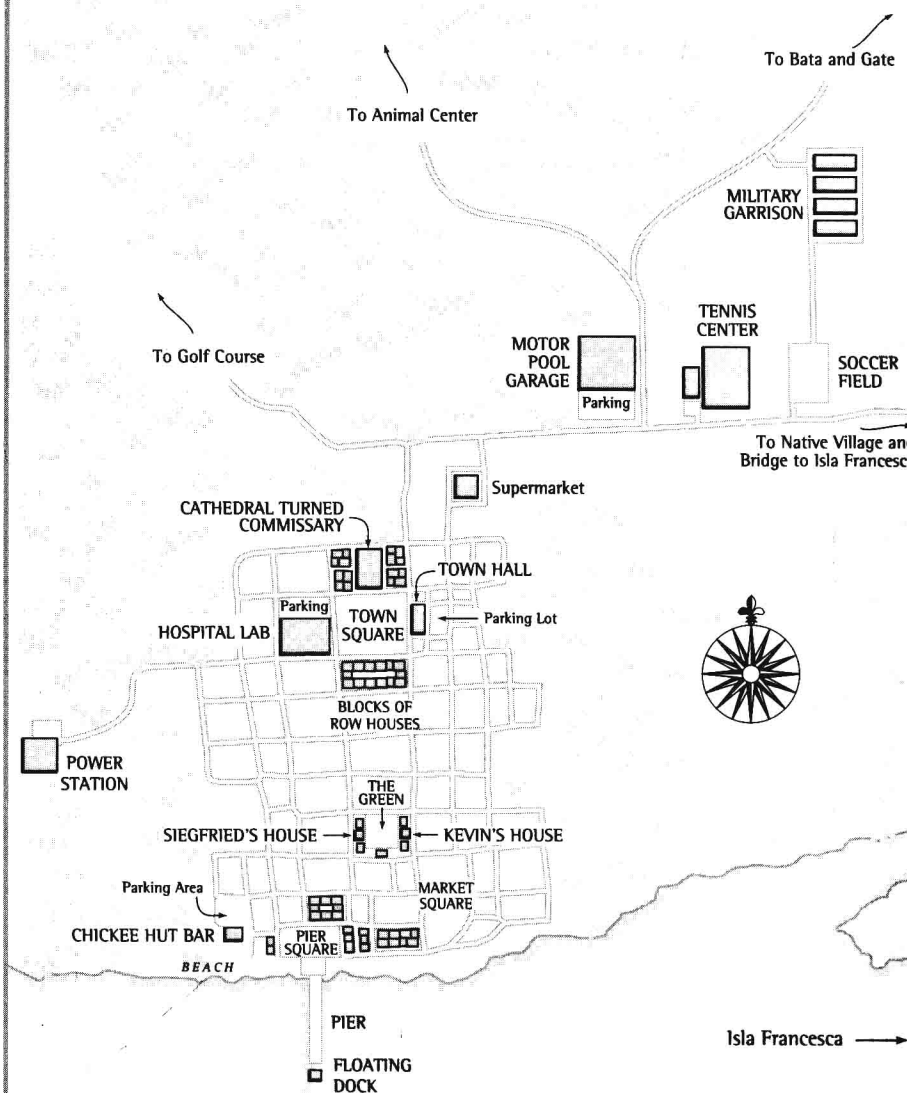 To Bata and Gate
To Animal Center
MILITARY
GARRISON
To Golf Course
TENNIS
CENTER
MOTOR
POOL
GARAGE
Parking
SOCCER
FIELD
To Native Village an
Bridge to Isla Francesc
Supermarket
CATHEDRAL TURNED
COMMISSARY
TOWN HALL
Parking
TOWN
SQUARE
Parking Lot
HOSPITAL LAB
BLOCKS OF
ROW HOUSES
POWER
STATION
THE
GREEN
SIEGFRIED'S HOUSE
KEVIN'S HOUSE
Parking Area
MARKET
SQUARE
CHICKEE HUT BAR
PIER
SQUARE
BEACH
PIER
Isla Francesca
FLOATING
DOCK